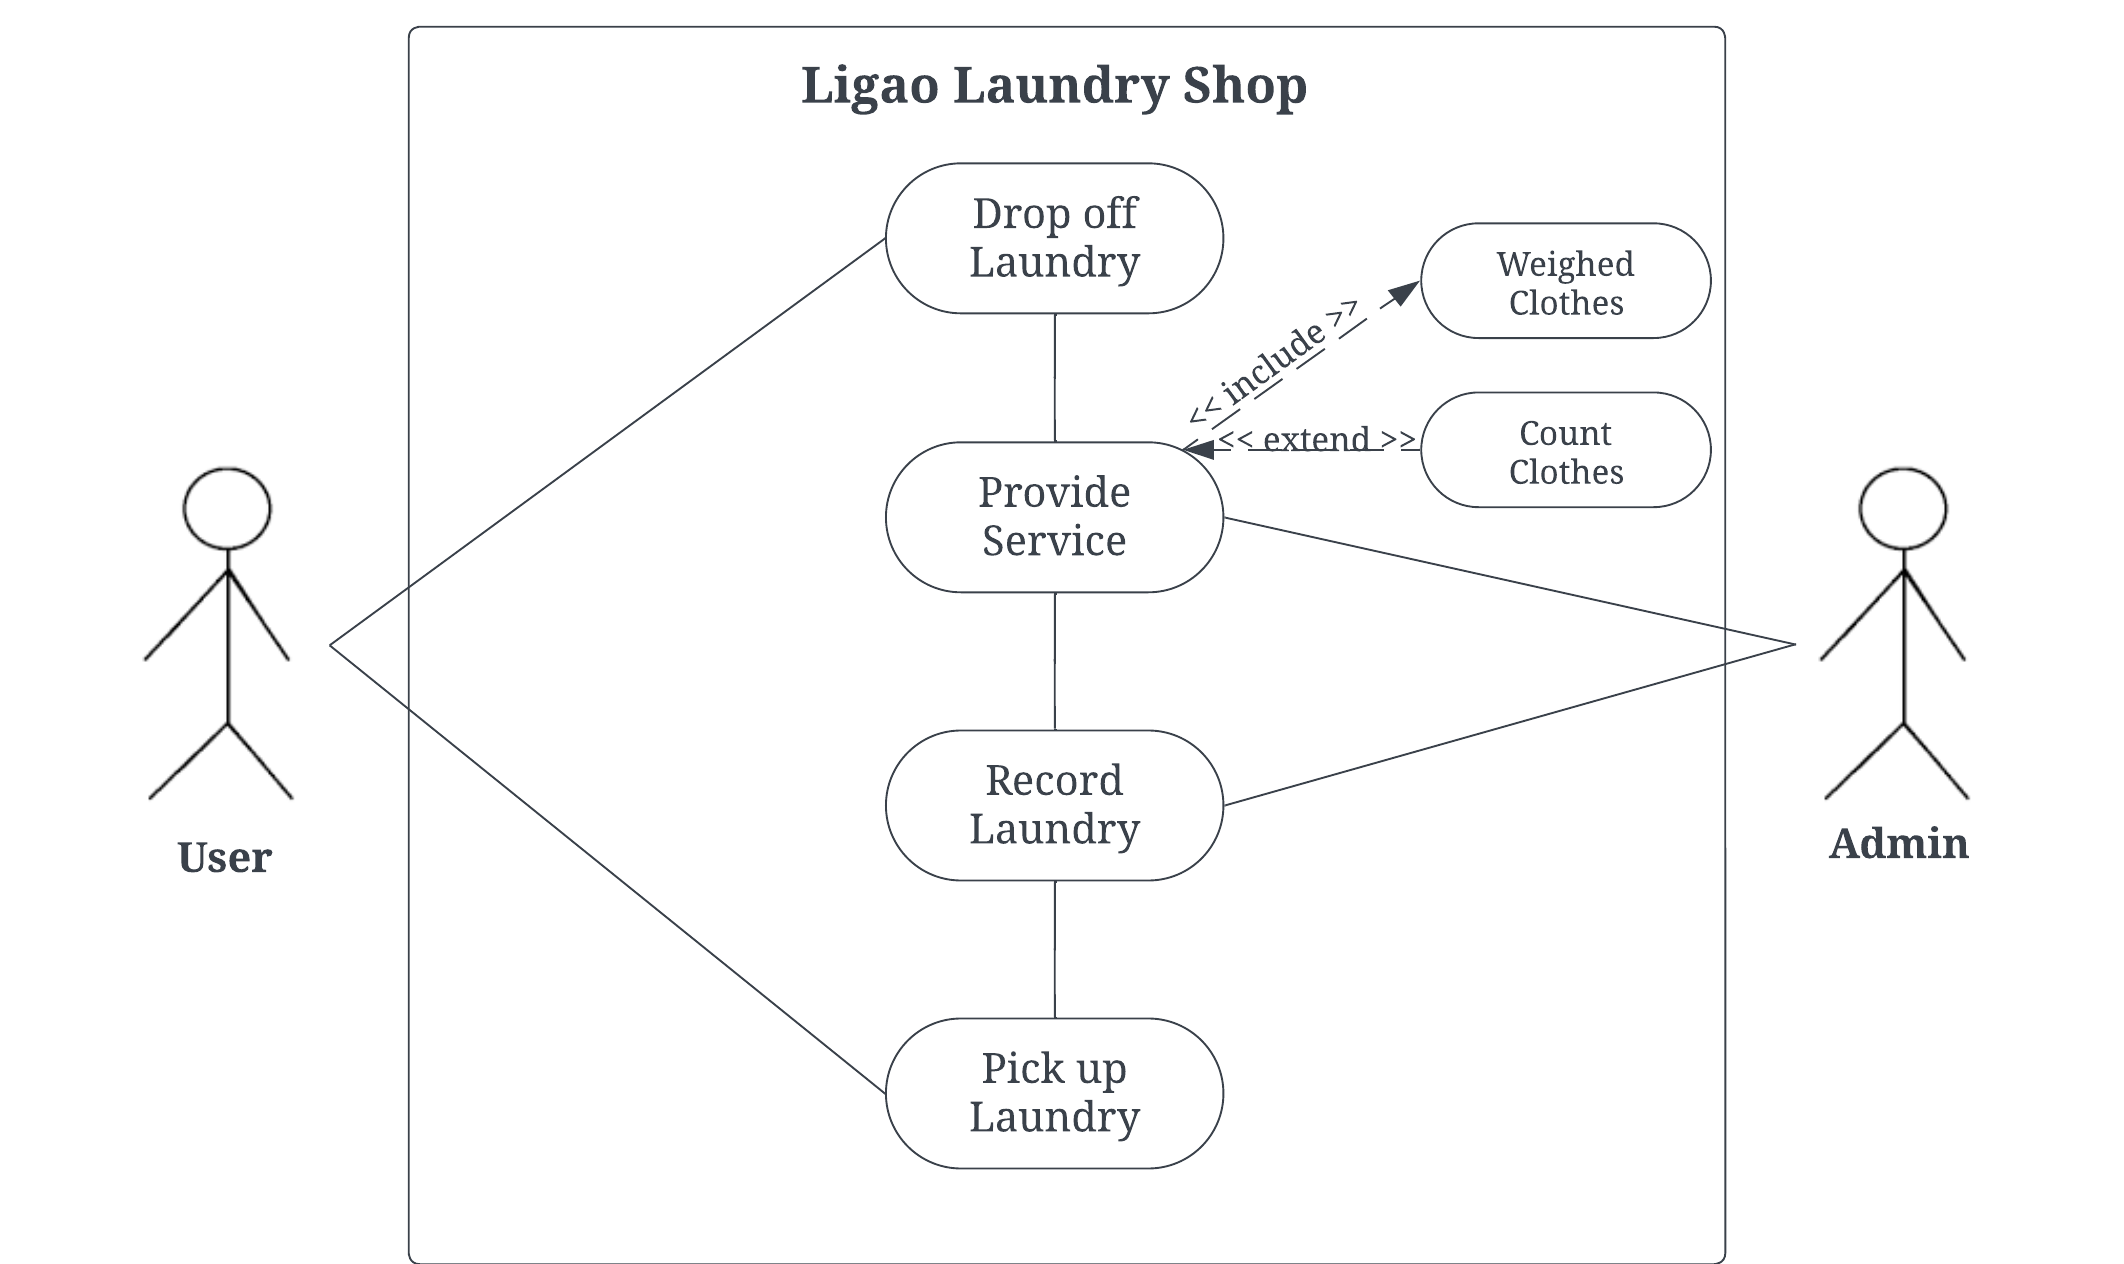 Ligao Laundry Shop
Drop off
Laundry
Weighed
Clothes
<< include >>
<< extend >>
Count
Clothes
Provide
Service
Record
Laundry
User
Admin
Pick up
Laundry